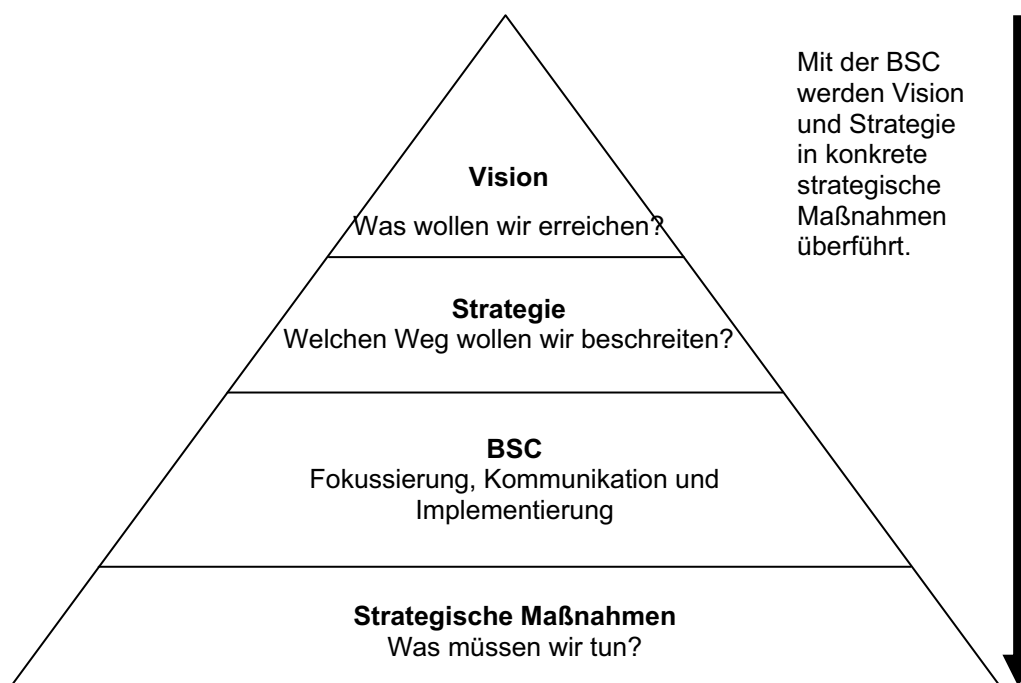 Mit der BSC
werden Vision
und Strategie
in konkrete
strategische
Maßnahmen
überführt.
Vision
Was wollen wir erreichen?
Strategie
Welchen Weg wollen wir beschreiten?
BSC
Fokussierung, Kommunikation und
Implementierung
Strategische Maßnahmen
Was müssen wir tun?